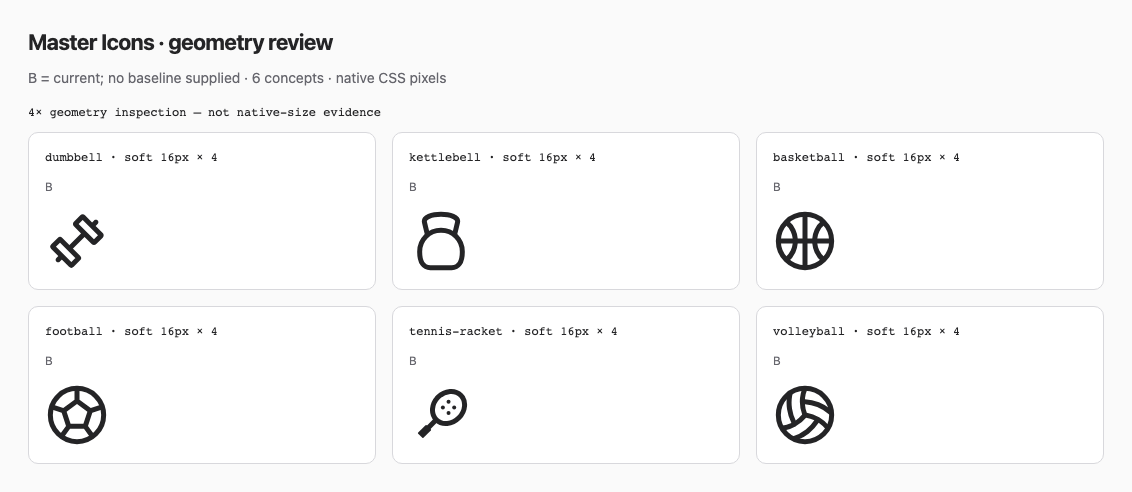 Master Icons · geometry review
B = current; no baseline supplied · 6 concepts · native CSS pixels
4× geometry inspection — not native-size evidence
dumbbell · soft 16px × 4
B
kettlebell · soft 16px × 4
B
basketball · soft 16px × 4
B
football · soft 16px × 4
B
tennis-racket · soft 16px × 4
B
volleyball · soft 16px × 4
B